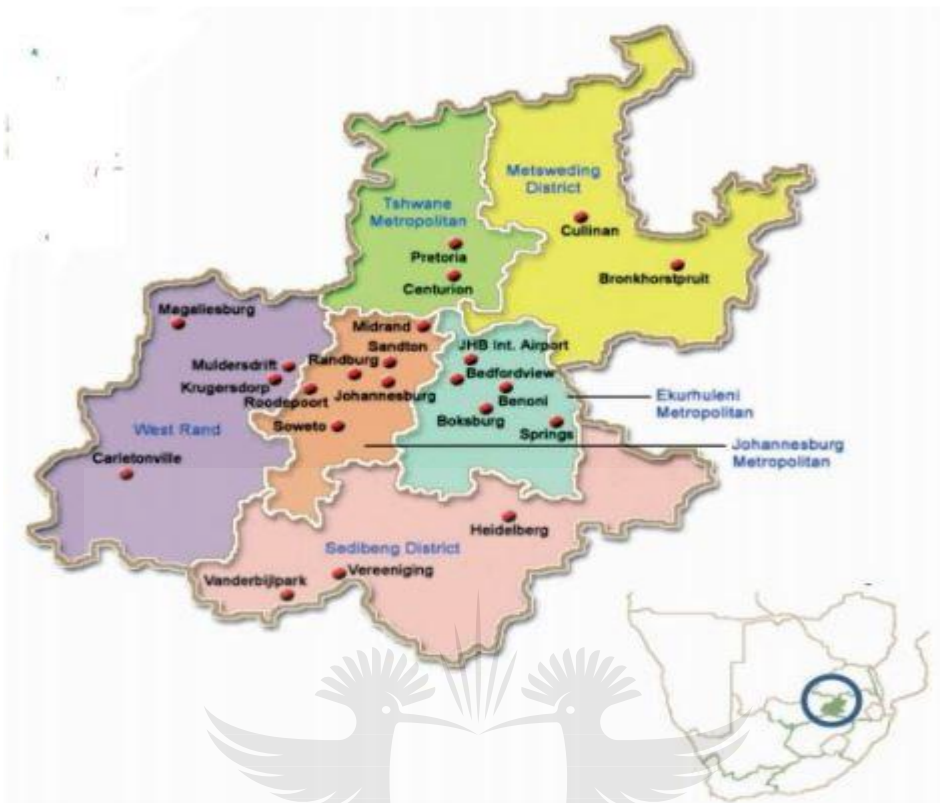 Metsweding
District
Tshwane
Metropolitan
Cullinan
Pretoria
Bronkhorstpruit
Centurion
Magaliesburg
Midrand
Sandton
JHB Int. Airport
Muldersdrift
Randburg
Bedfordview
Krugersdorp
Johannesburg
Benoni
Roodepoort
Ekurhuleni
Metropolitan
Boksburg
West Rand
Soweto
Springs
Johannesburg
Metropolitan
Carletonville
Heidelberg
Sedibeng District
Vereeniging
Vanderbijlpark